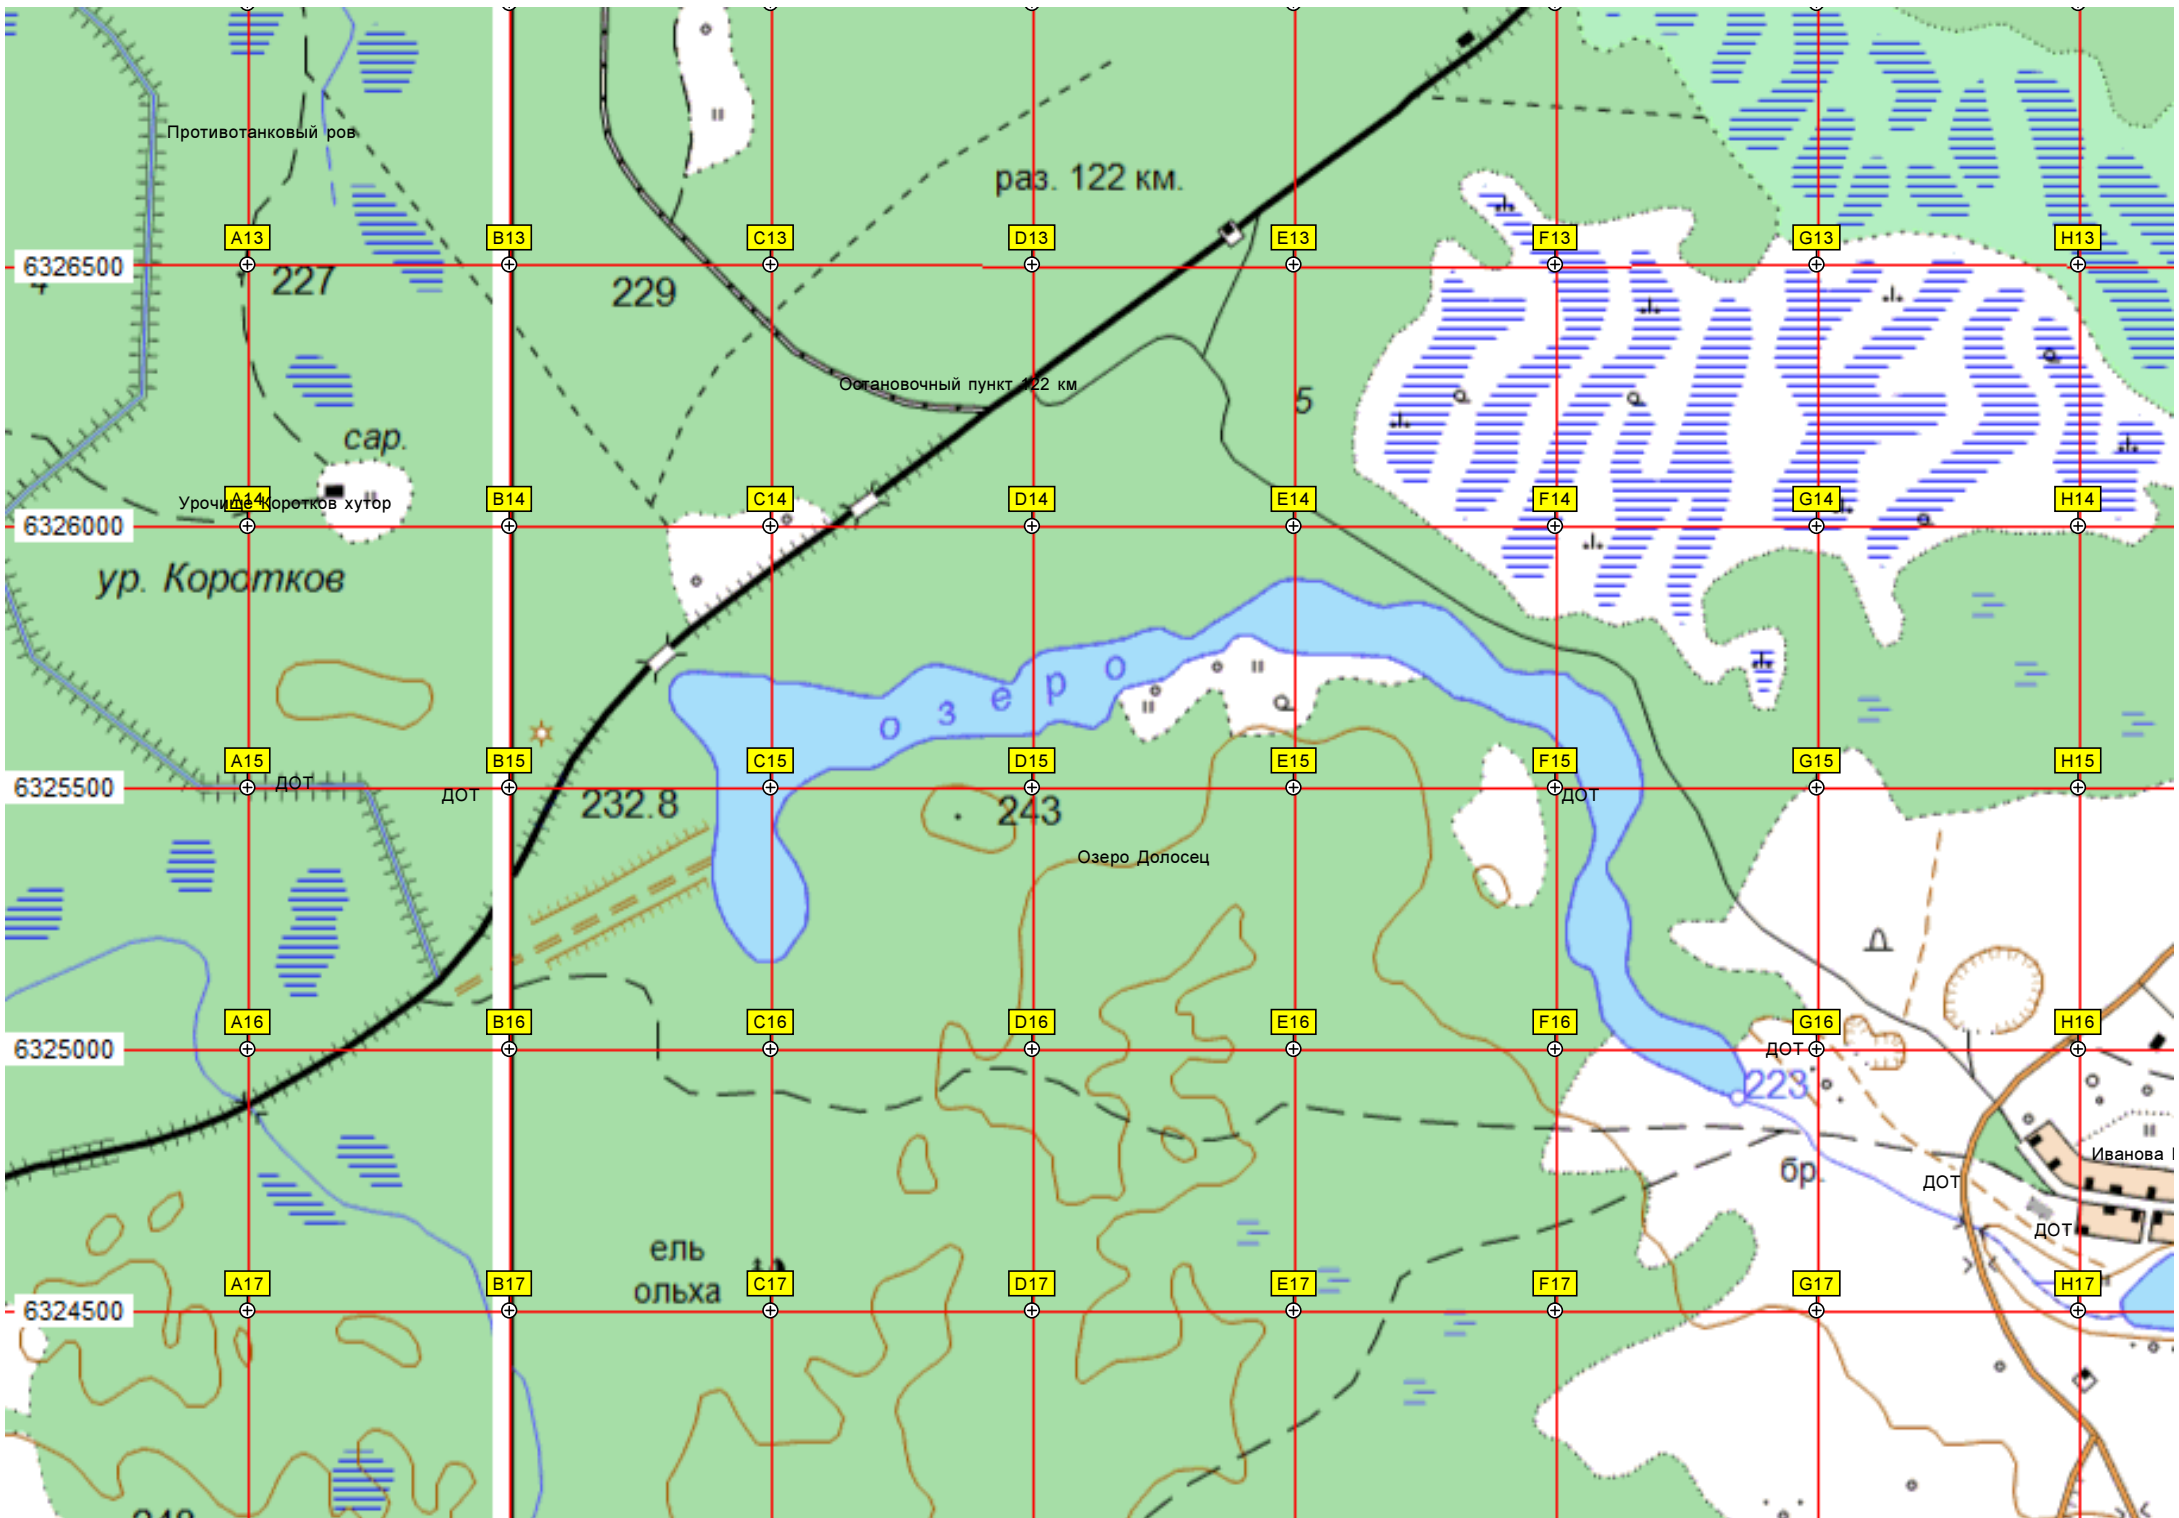 Противотанковый ров
раз. 122 км.
A13
B13
C13
D13
E13
F13
G13
H13
6326500
4
227
229
Остановочный пункт 122 км
5
сар.
A14
B14
C14
D14
E14
F14
G14
H14
Урочище Коротков хутор
6326000
ур. Коротков
озеро
A15
B15
C15
D15
E15
F15
G15
H15
6325500
ДОТ
ДОТ
232.8
243
ДОТ
Озеро Долосец
A16
B16
C16
D16
E16
F16
G16
H16
6325000
ДОТ
223
Иванова
бр.
ДОТ
ДОТ
ель
ольха
A17
B17
C17
D17
E17
F17
G17
H17
6324500